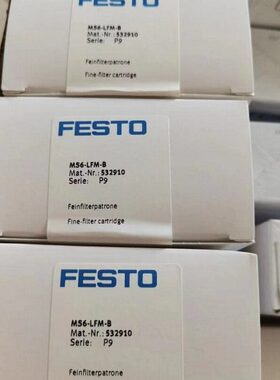 MS6-LFM-B
Mat.-Nr.: 532910
Serie: P9
Feinfilterpatrone
Fine-filter cartridge
FESTO
MS6-LFM-B
Mat.-Nr.: 532910
Serie: P9
Feinfilterpatrone
Fine-filter cartridge
FESTO
MS6-LFM-B
Mat.-Nr.: 532910
Serie: P9
Feinfilterpatrone